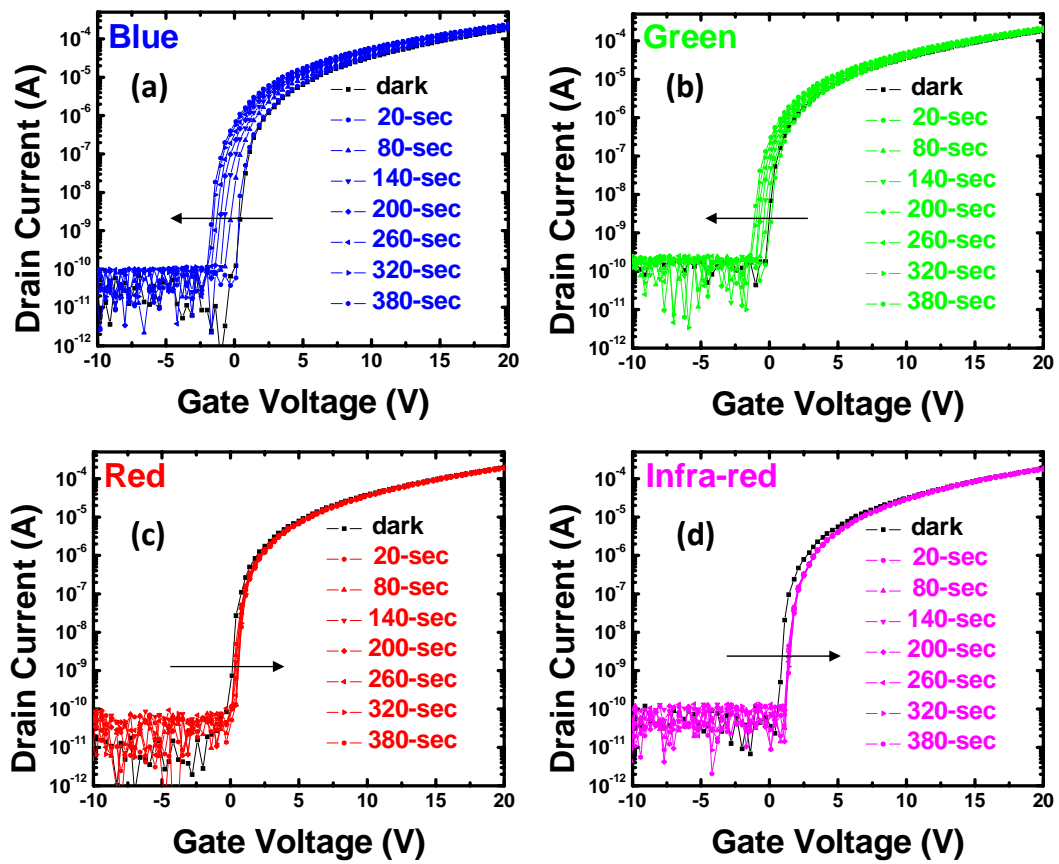 Blue
(a)
dark
20-sec
80-sec
140-sec
200-sec
260-sec
320-sec
380-sec
Drain Current (A)
10^-4
10^-5
10^-6
10^-7
10^-8
10^-9
10^-10
10^-11
10^-12
-10 -5 0 5 10 15 20
Gate Voltage (V)
Green
(b)
dark
20-sec
80-sec
140-sec
200-sec
260-sec
320-sec
380-sec
Drain Current (A)
10^-4
10^-5
10^-6
10^-7
10^-8
10^-9
10^-10
10^-11
10^-12
-10 -5 0 5 10 15 20
Gate Voltage (V)
Red
(c)
dark
20-sec
80-sec
140-sec
200-sec
260-sec
320-sec
380-sec
Drain Current (A)
10^-4
10^-5
10^-6
10^-7
10^-8
10^-9
10^-10
10^-11
10^-12
-10 -5 0 5 10 15 20
Gate Voltage (V)
Infra-red
(d)
dark
20-sec
80-sec
140-sec
200-sec
260-sec
320-sec
380-sec
Drain Current (A)
10^-4
10^-5
10^-6
10^-7
10^-8
10^-9
10^-10
10^-11
10^-12
-10 -5 0 5 10 15 20
Gate Voltage (V)